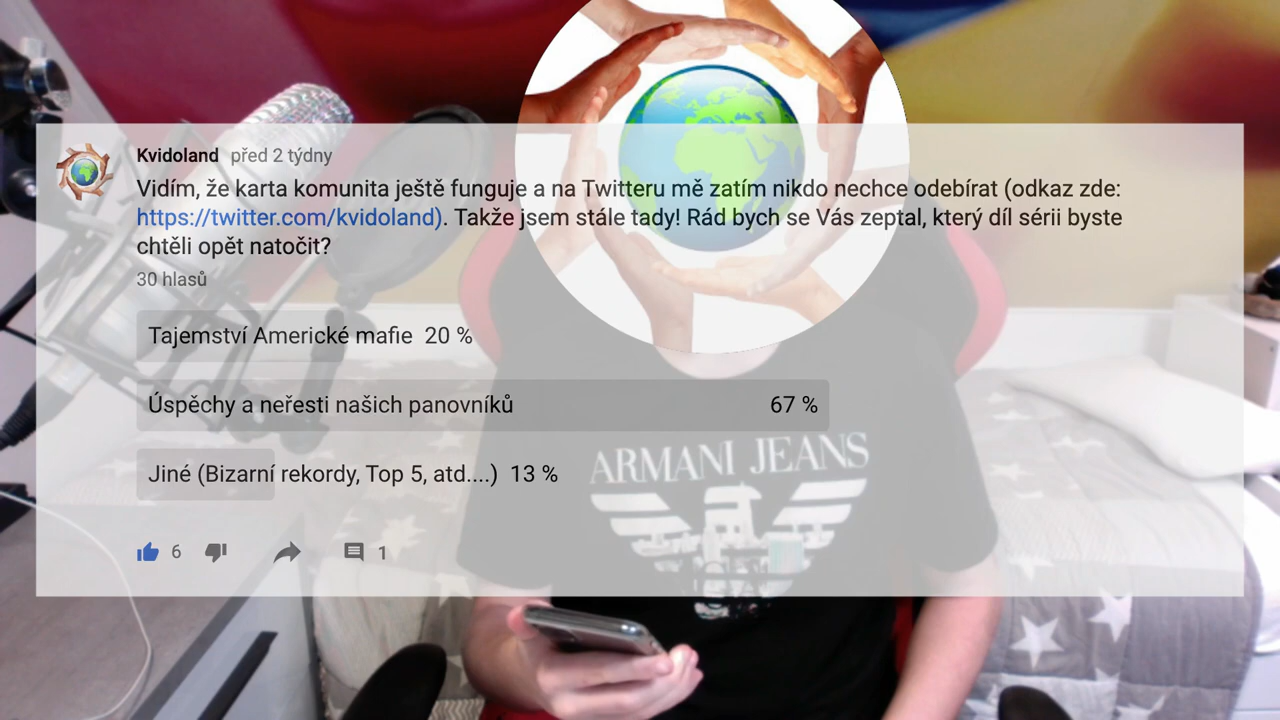 Kvidoland před 2 týdny
Vidím, že karta komunita ještě funguje a na Twitteru mě zatím nikdo nechce odebírat (odkaz zde:
https://twitter.com/kvidoland). Takže jsem stále tady! Rád bych se Vás zeptal, který díl sérii byste
chtěli opět natočit?
30 hlasů
Tajemství Americké mafie 20 %
Úspěchy a neřesti našich panovníků 67 %
Jiné (Bizarní rekordy, Top 5, atd....) 13 %
6 1
ARMANI JEANS